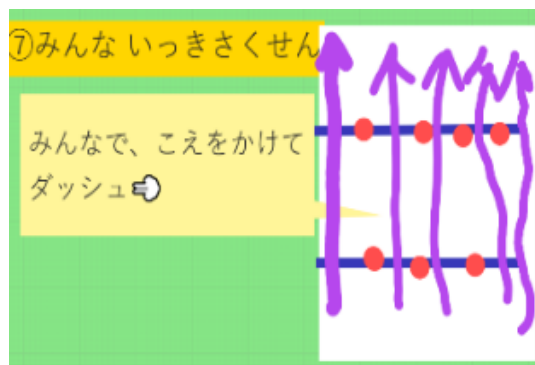 ⑦みんな いっきさくせん
みんなで、こえをかけて
ダッシュ💨